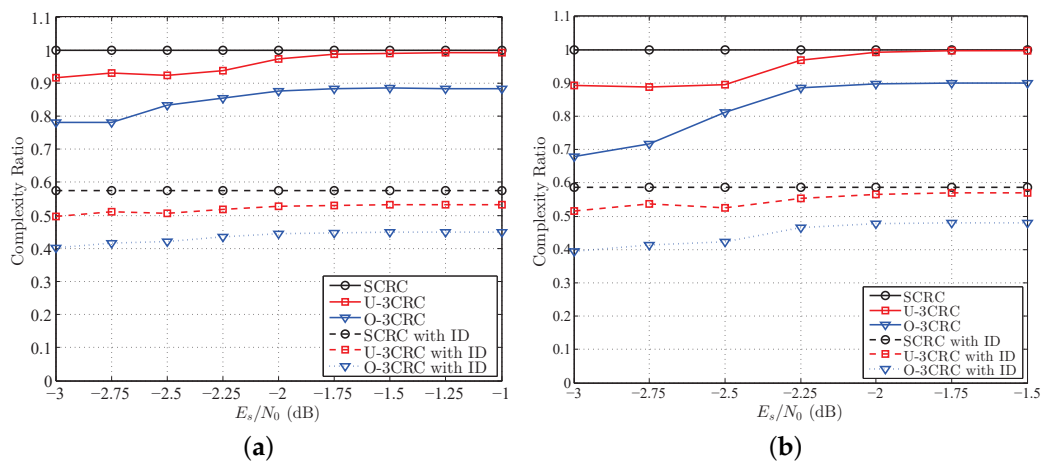 1.1
1
0.9
0.8
0.7
0.6
0.5
0.4
0.3
0.2
0.1
0
Complexity Ratio
−3 −2.75 −2.5 −2.25 −2 −1.75 −1.5 −1.25 −1
E_s/N_0 (dB)
SCRC
U-3CRC
O-3CRC
SCRC with ID
U-3CRC with ID
O-3CRC with ID
(a)
1.1
1
0.9
0.8
0.7
0.6
0.5
0.4
0.3
0.2
0.1
0
Complexity Ratio
−3 −2.75 −2.5 −2.25 −2 −1.75 −1.5
E_s/N_0 (dB)
SCRC
U-3CRC
O-3CRC
SCRC with ID
U-3CRC with ID
O-3CRC with ID
(b)